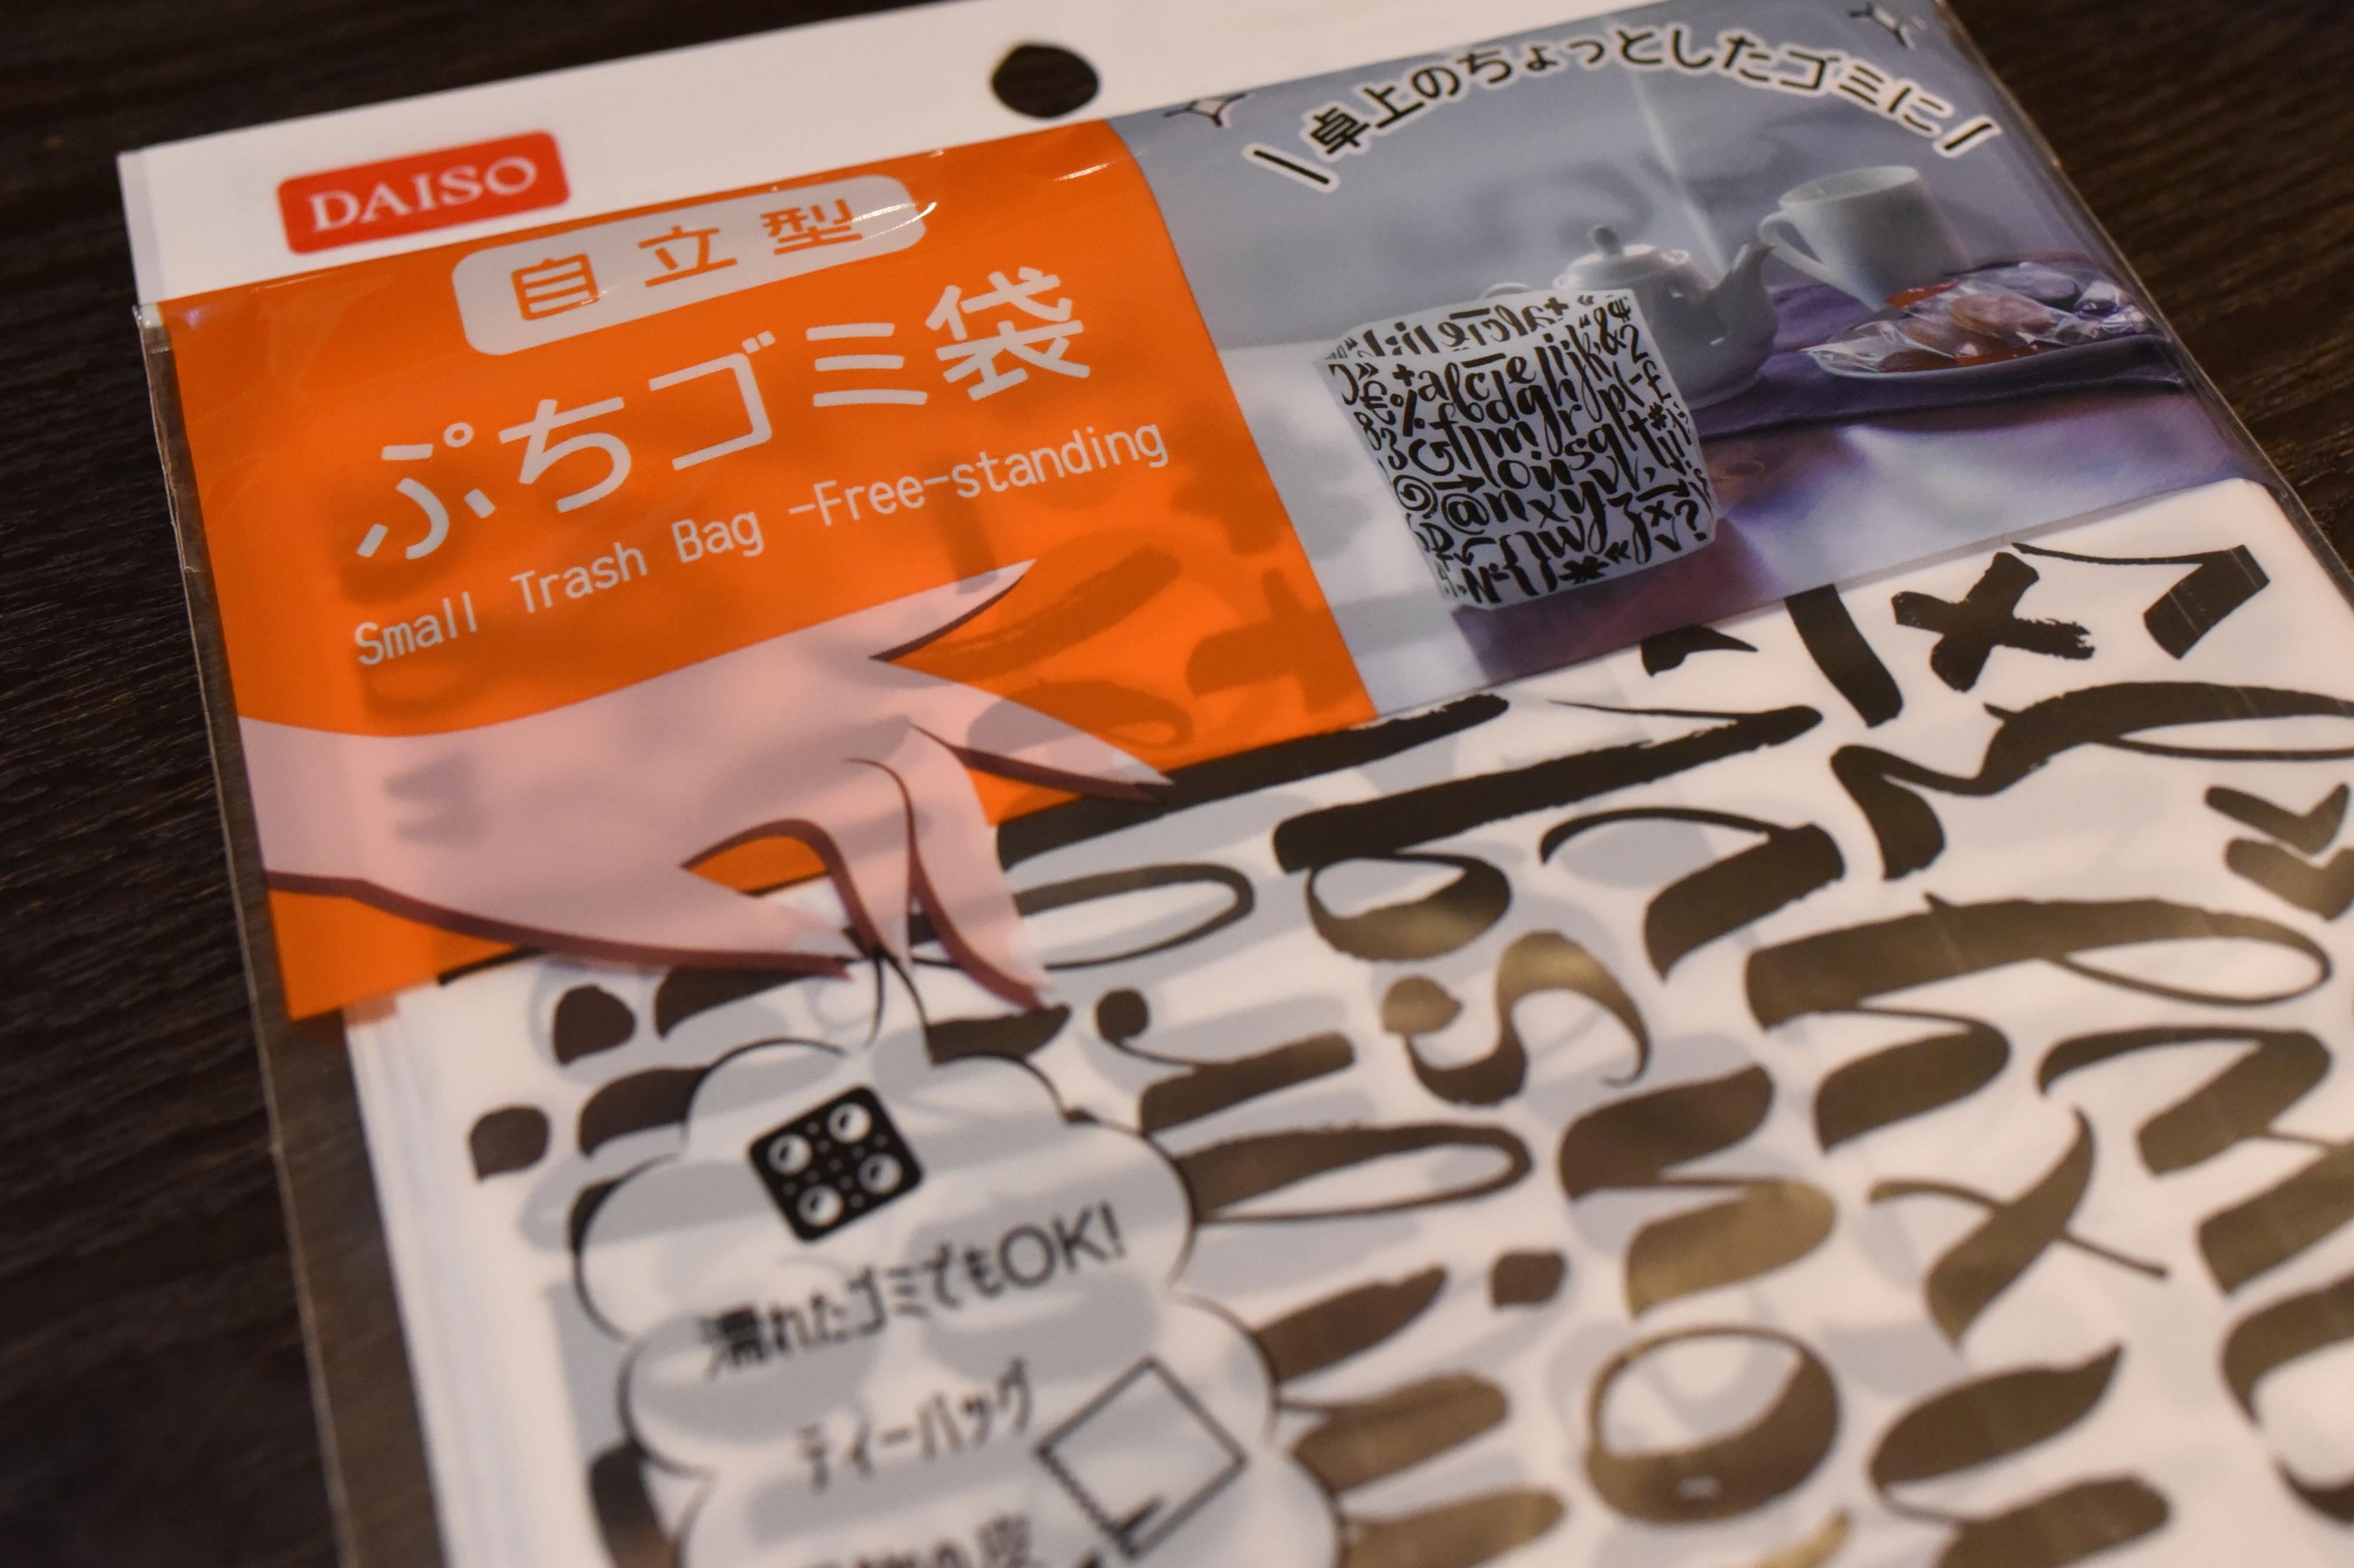 DAISO
自立型
ぷちゴミ袋
Small Trash Bag -Free-standing
\卓上のちょっとしたゴミに/
濡れたゴミでもOK!
ティーバッグ